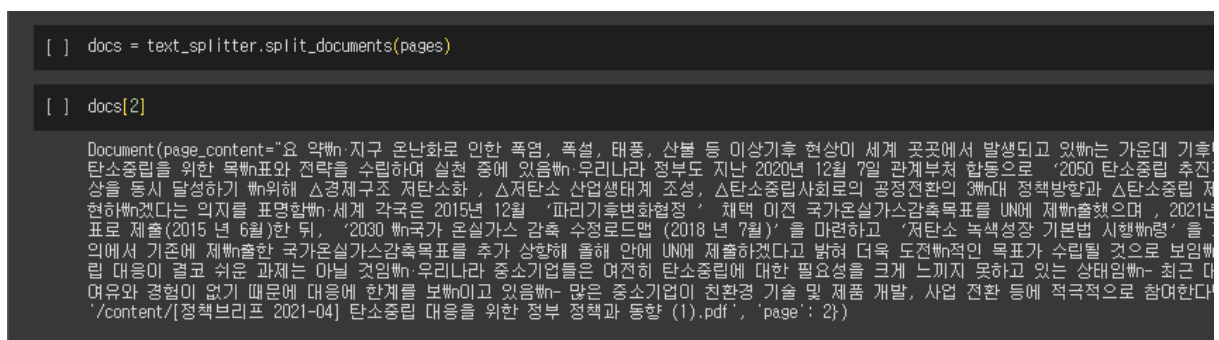 [ ] docs = text_splitter.split_documents(pages)
[ ] docs[2]
Document(page_content="요 약₩n·지구 온난화로 인한 폭염, 폭설, 태풍, 산불 등 이상기후 현상이 세계 곳곳에서 발생되고 있₩n는 가운데 기후변
탄소중립을 위한 목₩n표와 전략을 수립하며 실천 중에 있음₩n·우리나라 정부도 지난 2020년 12월 7일 관계부처 합동으로 ‘2050 탄소중립 추진
상을 동시 달성하기 ₩n위해 △경제구조 저탄소화 , △저탄소 산업생태계 조성, △탄소중립사회로의 공정전환의 3₩n대 정책방향과 △탄소중립 제
현하₩n겠다는 의지를 표명함₩n·세계 각국은 2015년 12월 ‘파리기후변화협정 ’ 채택 이전 국가온실가스감축목표를 UN에 제₩n출했으며 , 2021년
표로 제출(2015 년 6월)한 뒤, ‘2030 ₩n국가 온실가스 감축 수정로드맵 (2018 년 7월)’을 마련하고 ‘저탄소 녹색성장 기본법 시행₩n령’을
의에서 기존에 제₩n출한 국가온실가스감축목표를 추가 상향해 올해 안에 UN에 제출하겠다고 밝혀 더욱 도전₩n적인 목표가 수립될 것으로 보임₩
립 대응이 결코 쉬운 과제는 아닐 것임₩n·우리나라 중소기업들은 여전히 탄소중립에 대한 필요성을 크게 느끼지 못하고 있는 상태임₩n- 최근 대
여유와 경험이 없기 때문에 대응에 한계를 보₩n이고 있음₩n- 많은 중소기업이 친환경 기술 및 제품 개발, 사업 전환 등에 적극적으로 참여한다
'/content/[정책브리프 2021-04] 탄소중립 대응을 위한 정부 정책과 동향 (1).pdf', 'page': 2})